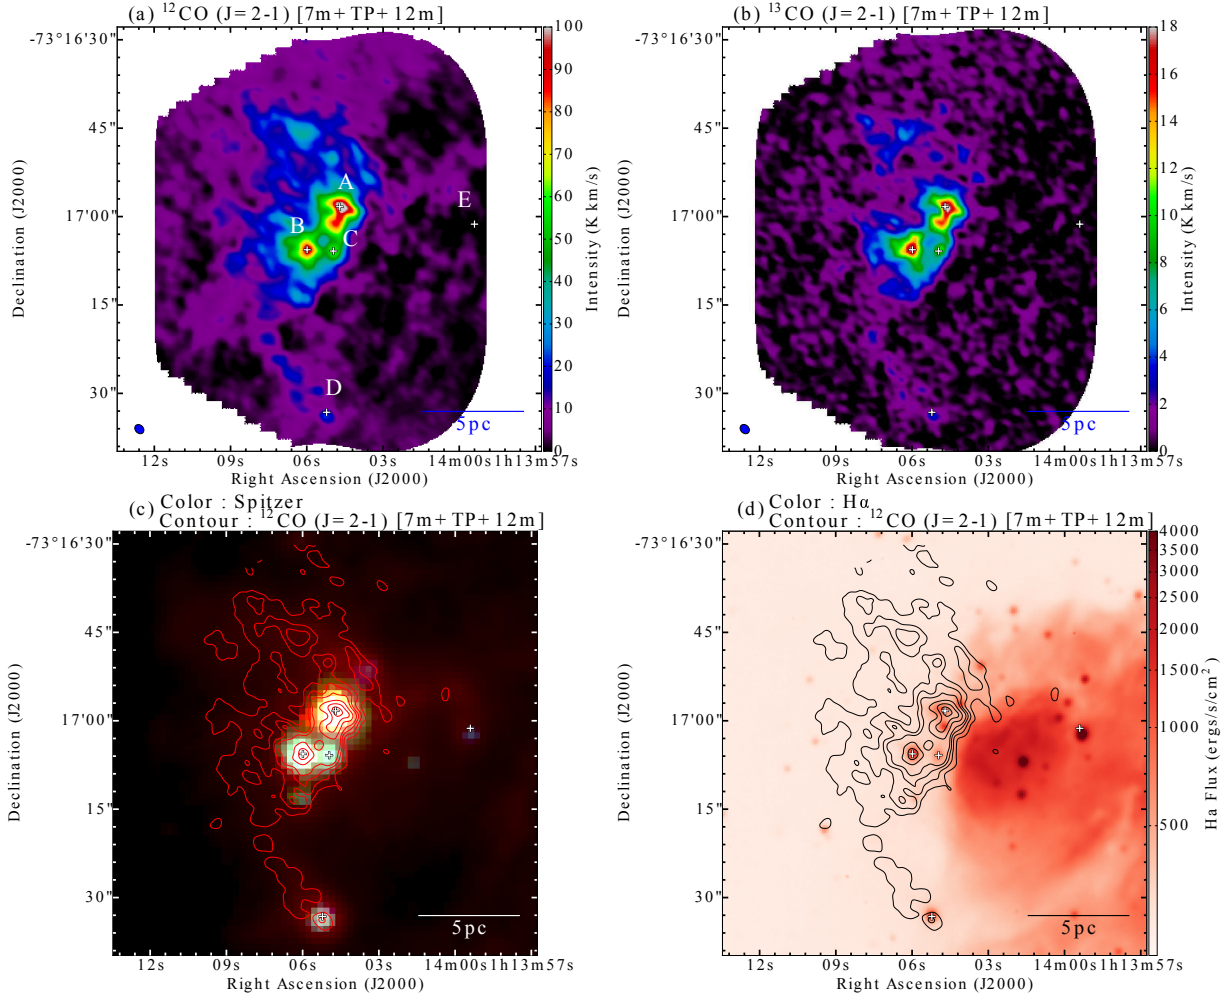 (a) ¹²CO (J=2-1) [7m+TP+12m]
-73°16'30"
45"
17'00"
15"
30"
Declination (J2000)
A
B
C
D
E
5pc
12s 09s 06s 03s 14m00s 1h13m57s
Right Ascension (J2000)
100
90
80
70
60
50
40
30
20
10
0
Intensity (K km/s)
(b) ¹³CO (J=2-1) [7m+TP+12m]
-73°16'30"
45"
17'00"
15"
30"
Declination (J2000)
5pc
12s 09s 06s 03s 14m00s 1h13m57s
Right Ascension (J2000)
18
16
14
12
10
8
6
4
2
0
Intensity (K km/s)
(c) Color : Spitzer
Contour : ¹²CO (J=2-1) [7m+TP+12m]
-73°16'30"
45"
17'00"
15"
30"
Declination (J2000)
5pc
12s 09s 06s 03s 14m00s 1h13m57s
Right Ascension (J2000)
(d) Color : Hα
Contour : ¹²CO (J=2-1) [7m+TP+12m]
-73°16'30"
45"
17'00"
15"
30"
Declination (J2000)
5pc
12s 09s 06s 03s 14m00s 1h13m57s
Right Ascension (J2000)
4000
3500
3000
2500
2000
1500
1000
500
Ha Flux (ergs/s/cm²)